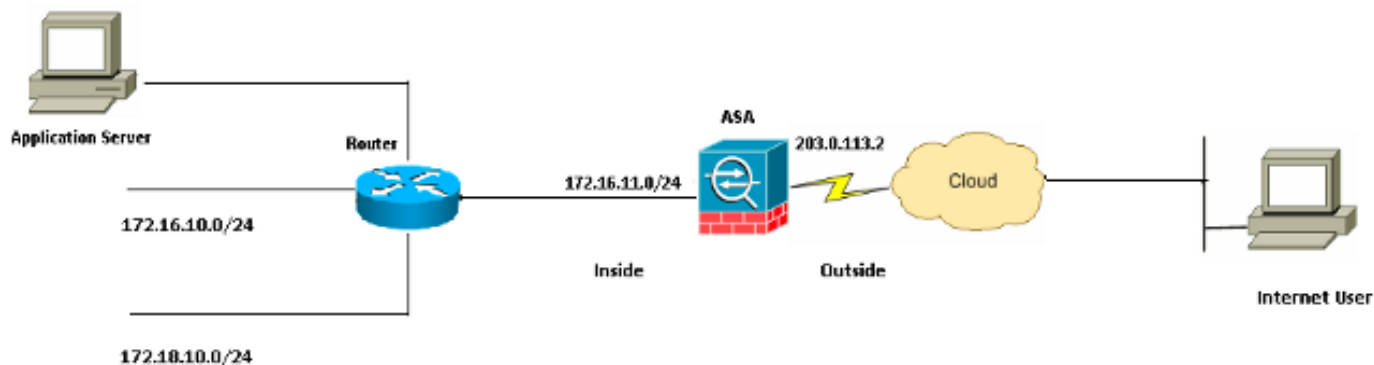 Application Server
Router
172.16.10.0/24
172.18.10.0/24
172.16.11.0/24
Inside
ASA
203.0.113.2
Outside
Cloud
Internet User